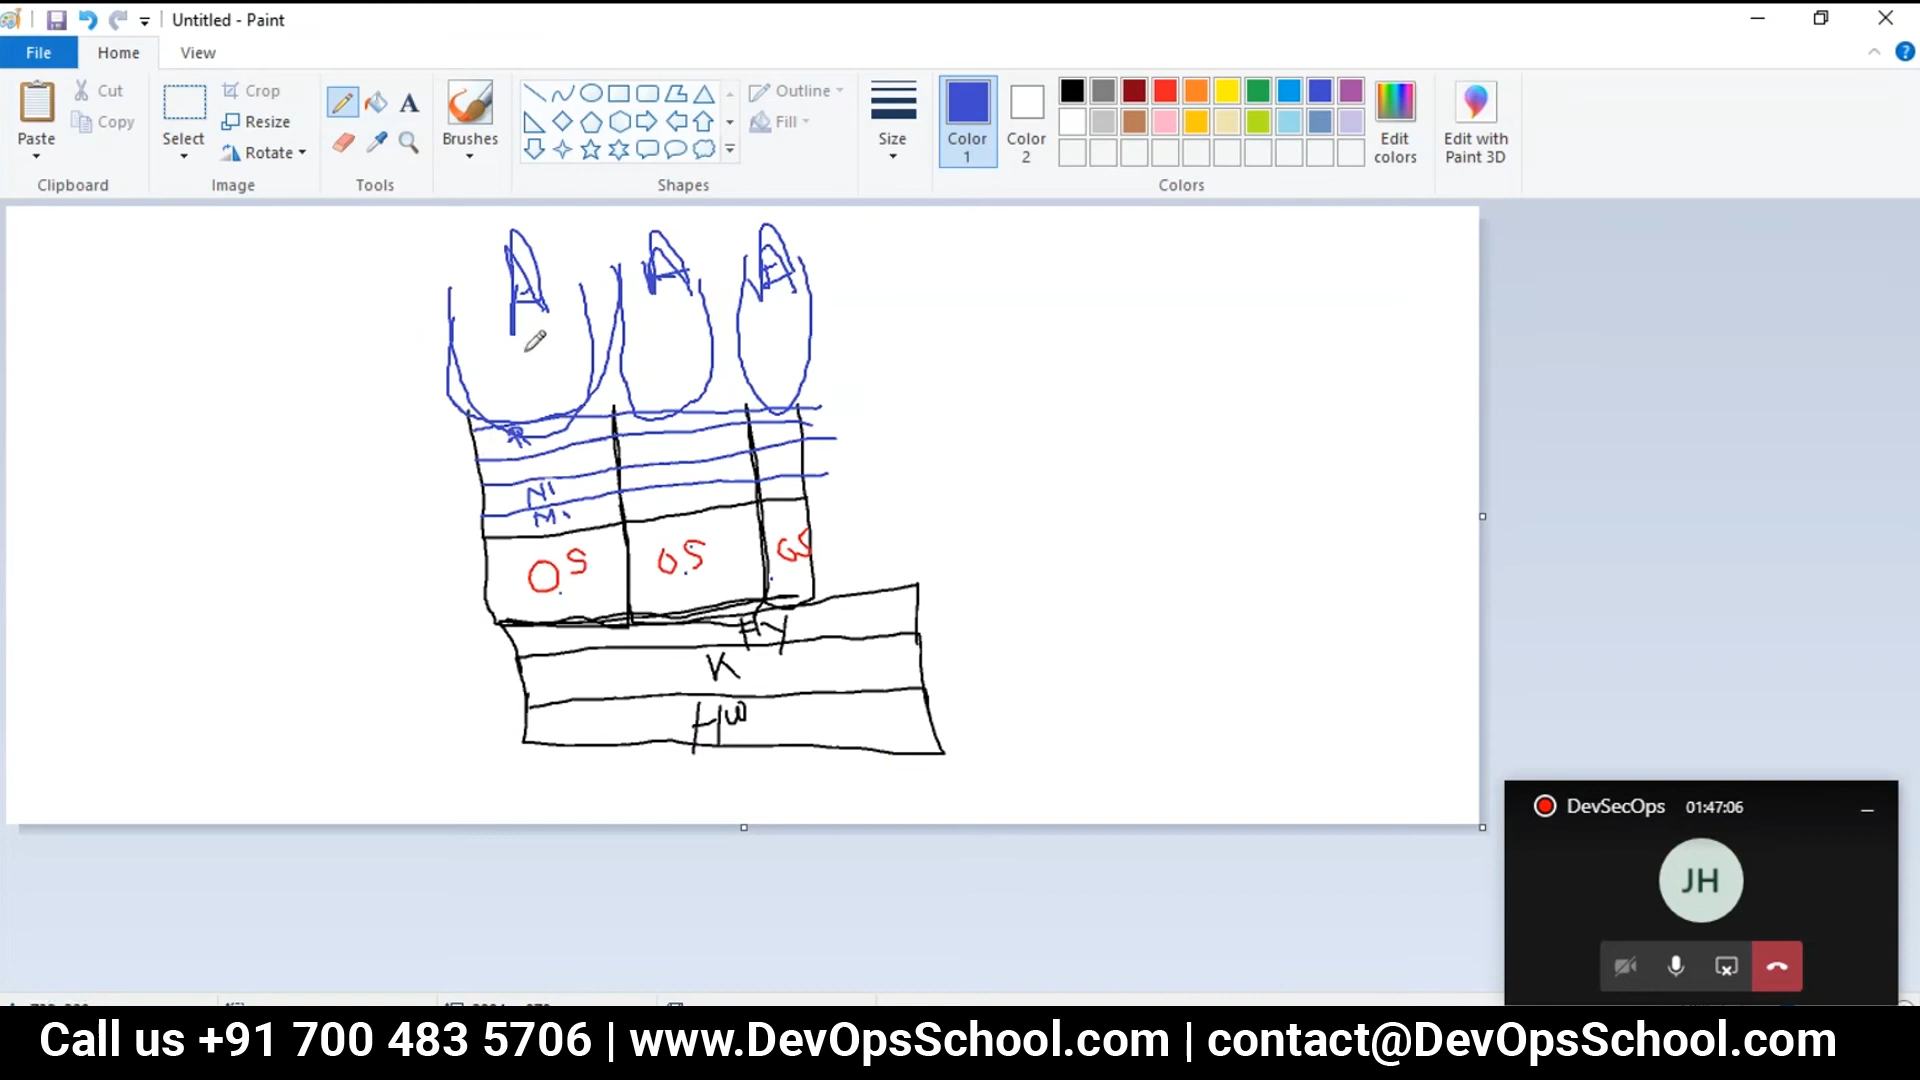 Untitled - Paint
File Home View
Paste
Cut
Copy
Clipboard
Select
Crop
Resize
Rotate
Image
A
Tools
Brushes
Outline
Fill
Shapes
Size
Color 1
Color 2
Edit colors
Colors
Edit with Paint 3D
?
A A A
N1
M1
OS OS OS
HY
K
HW
DevSecOps 01:47:06
JH
Call us +91 700 483 5706 | www.DevOpsSchool.com | contact@DevOpsSchool.com